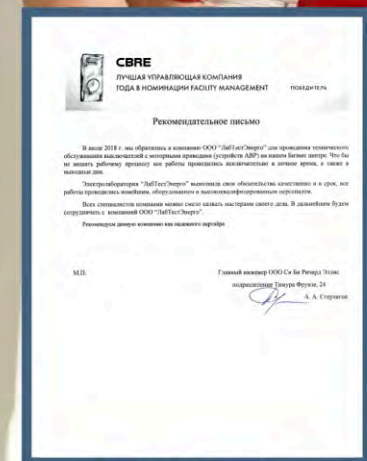 CBRE
ЛУЧШАЯ УПРАВЛЯЮЩАЯ КОМПАНИЯ
ГОДА В НОМИНАЦИИ FACILITY MANAGEMENT ПОБЕДИТЕЛЬ
Рекомендательное письмо
В июле 2018 г. мы обратились в компанию ООО "ЛабТестЭнерго" для проведения технического
обслуживания выключателей с моторными приводами (устройств АВР) на нашем Бизнес центре. Что бы
не мешать рабочему процессу все работы проводились исключительно в ночное время, а также в
выходные дни.
Электролаборатория "ЛабТестЭнерго" выполнила свои обязательства качественно и в срок, все
работы проводились новейшим, оборудованием и высококвалифицированным персоналом.
Всех специалистов компании можно смело назвать мастерами своего дела. В дальнейшем будем
сотрудничать с компанией ООО "ЛабТестЭнерго".
Рекомендуем данную компанию как надежного партнёра
М.П. Главный инженер ООО Си Би Ричард Эллис
подразделение Тимура Фрунзе, 24
А. А.